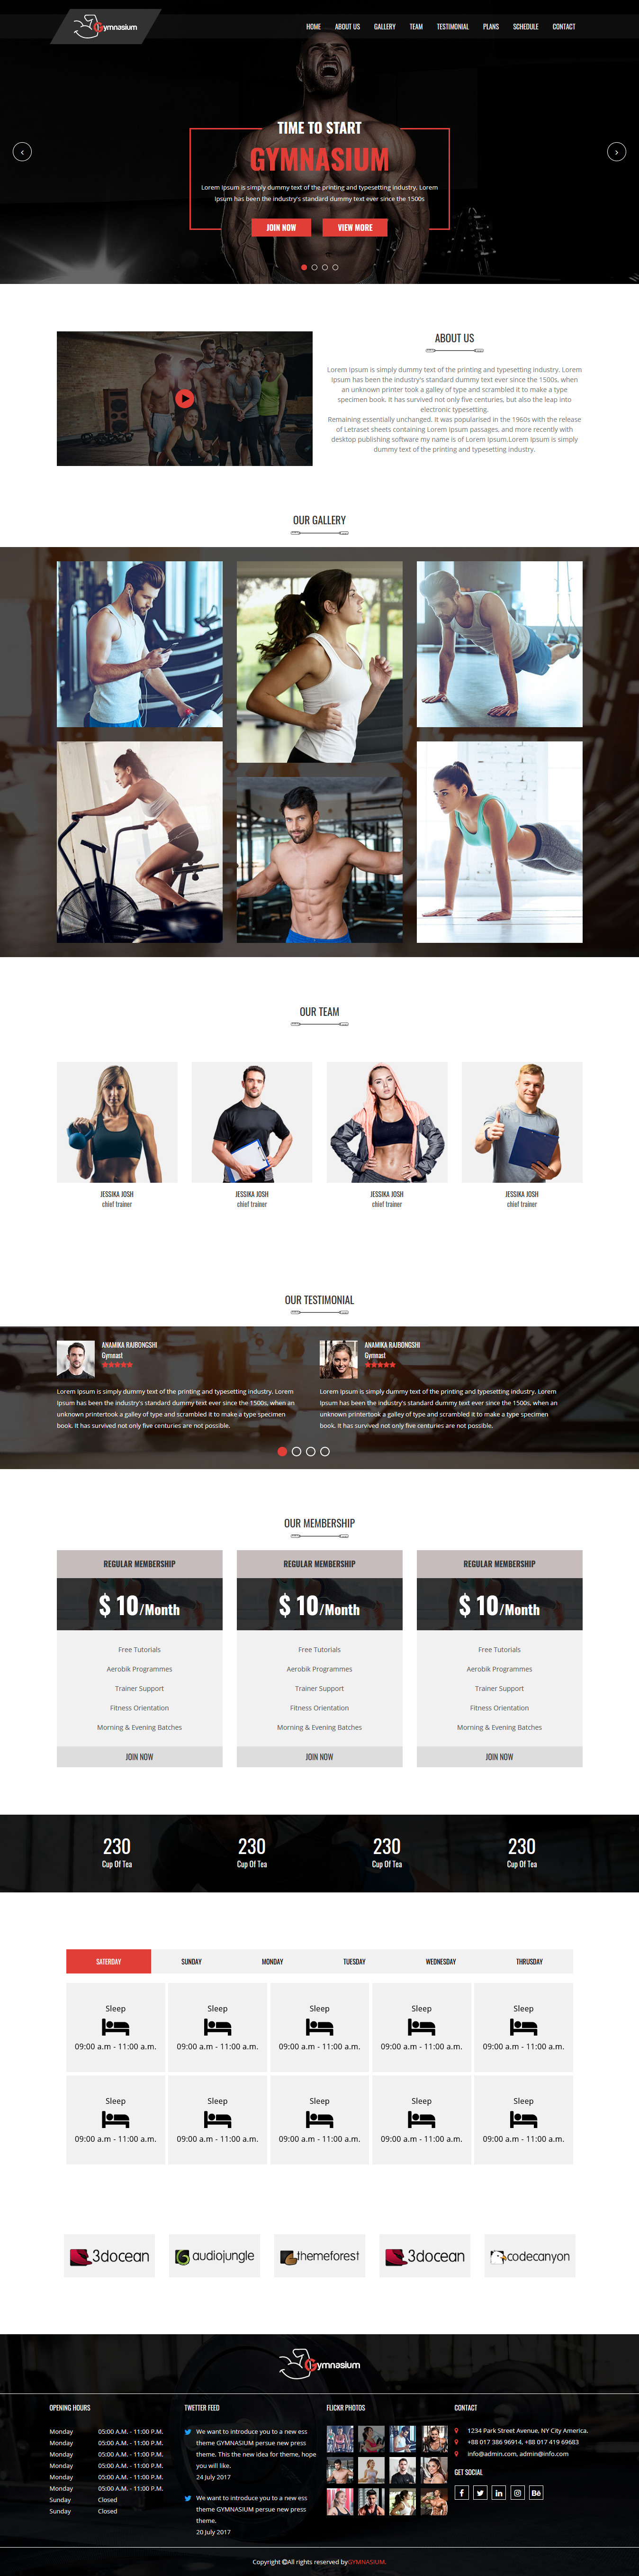 Gymnasium
HOME ABOUT US GALLERY TEAM TESTIMONIAL PLANS SCHEDULE CONTACT
TIME TO START
GYMNASIUM
Lorem Ipsum is simply dummy text of the printing and typesetting industry. Lorem
Ipsum has been the industry's standard dummy text ever since the 1500s
JOIN NOW VIEW MORE
ABOUT US
Lorem Ipsum is simply dummy text of the printing and typesetting industry. Lorem
Ipsum has been the industry's standard dummy text ever since the 1500s. when
an unknown printer took a galley of type and scrambled it to make a type
specimen book. It has survived not only five centuries, but also the leap into
electronic typesetting.
Remaining essentially unchanged. It was popularised in the 1960s with the release
of Letraset sheets containing Lorem Ipsum passages, and more recently with
desktop publishing software my name is of Lorem Ipsum.Lorem Ipsum is simply
dummy text of the printing and typesetting industry.
OUR GALLERY
OUR TEAM
JESSIKA JOSH
chief trainer
JESSIKA JOSH
chief trainer
JESSIKA JOSH
chief trainer
JESSIKA JOSH
chief trainer
OUR TESTIMONIAL
ANAMIKA RAJBONGSHI
Gymnast
Lorem Ipsum is simply dummy text of the printing and typesetting industry. Lorem
Ipsum has been the industry's standard dummy text ever since the 1500s, when an
unknown printertook a galley of type and scrambled it to make a type specimen
book. It has survived not only five centuries are not possible.
ANAMIKA RAJBONGSHI
Gymnast
Lorem Ipsum is simply dummy text of the printing and typesetting industry. Lorem
Ipsum has been the industry's standard dummy text ever since the 1500s, when an
unknown printertook a galley of type and scrambled it to make a type specimen
book. It has survived not only five centuries are not possible.
OUR MEMBERSHIP
REGULAR MEMBERSHIP
$ 10/Month
Free Tutorials
Aerobik Programmes
Trainer Support
Fitness Orientation
Morning & Evening Batches
JOIN NOW
REGULAR MEMBERSHIP
$ 10/Month
Free Tutorials
Aerobik Programmes
Trainer Support
Fitness Orientation
Morning & Evening Batches
JOIN NOW
REGULAR MEMBERSHIP
$ 10/Month
Free Tutorials
Aerobik Programmes
Trainer Support
Fitness Orientation
Morning & Evening Batches
JOIN NOW
230 230 230 230
Cup Of Tea Cup Of Tea Cup Of Tea Cup Of Tea
SATERDAY SUNDAY MONDAY TUESDAY WEDNESDAY THRUSDAY
Sleep Sleep Sleep Sleep Sleep
09:00 a.m - 11:00 a.m. 09:00 a.m - 11:00 a.m. 09:00 a.m - 11:00 a.m. 09:00 a.m - 11:00 a.m. 09:00 a.m - 11:00 a.m.
Sleep Sleep Sleep Sleep Sleep
09:00 a.m - 11:00 a.m. 09:00 a.m - 11:00 a.m. 09:00 a.m - 11:00 a.m. 09:00 a.m - 11:00 a.m. 09:00 a.m - 11:00 a.m.
3docean audiojungle themeforest 3docean codecanyon
Gymnasium
OPENING HOURS
Monday 05:00 A.M. - 11:00 P.M.
Monday 05:00 A.M. - 11:00 P.M.
Monday 05:00 A.M. - 11:00 P.M.
Monday 05:00 A.M. - 11:00 P.M.
Monday 05:00 A.M. - 11:00 P.M.
Monday 05:00 A.M. - 11:00 P.M.
Sunday Closed
Sunday Closed
TWETTER FEED
We want to introduce you to a new ess
theme GYMNASIUM persue new press
theme. This the new idea for theme, hope
you will like.
24 July 2017
We want to introduce you to a new ess
theme GYMNASIUM persue new press
theme.
20 July 2017
FLICKR PHOTOS
CONTACT
1234 Park Street Avenue, NY City America.
+88 017 386 96914, +88 017 419 69683
info@admin.com, admin@info.com
GET SOCIAL
Copyright ©All rights reserved byGYMNASIUM.